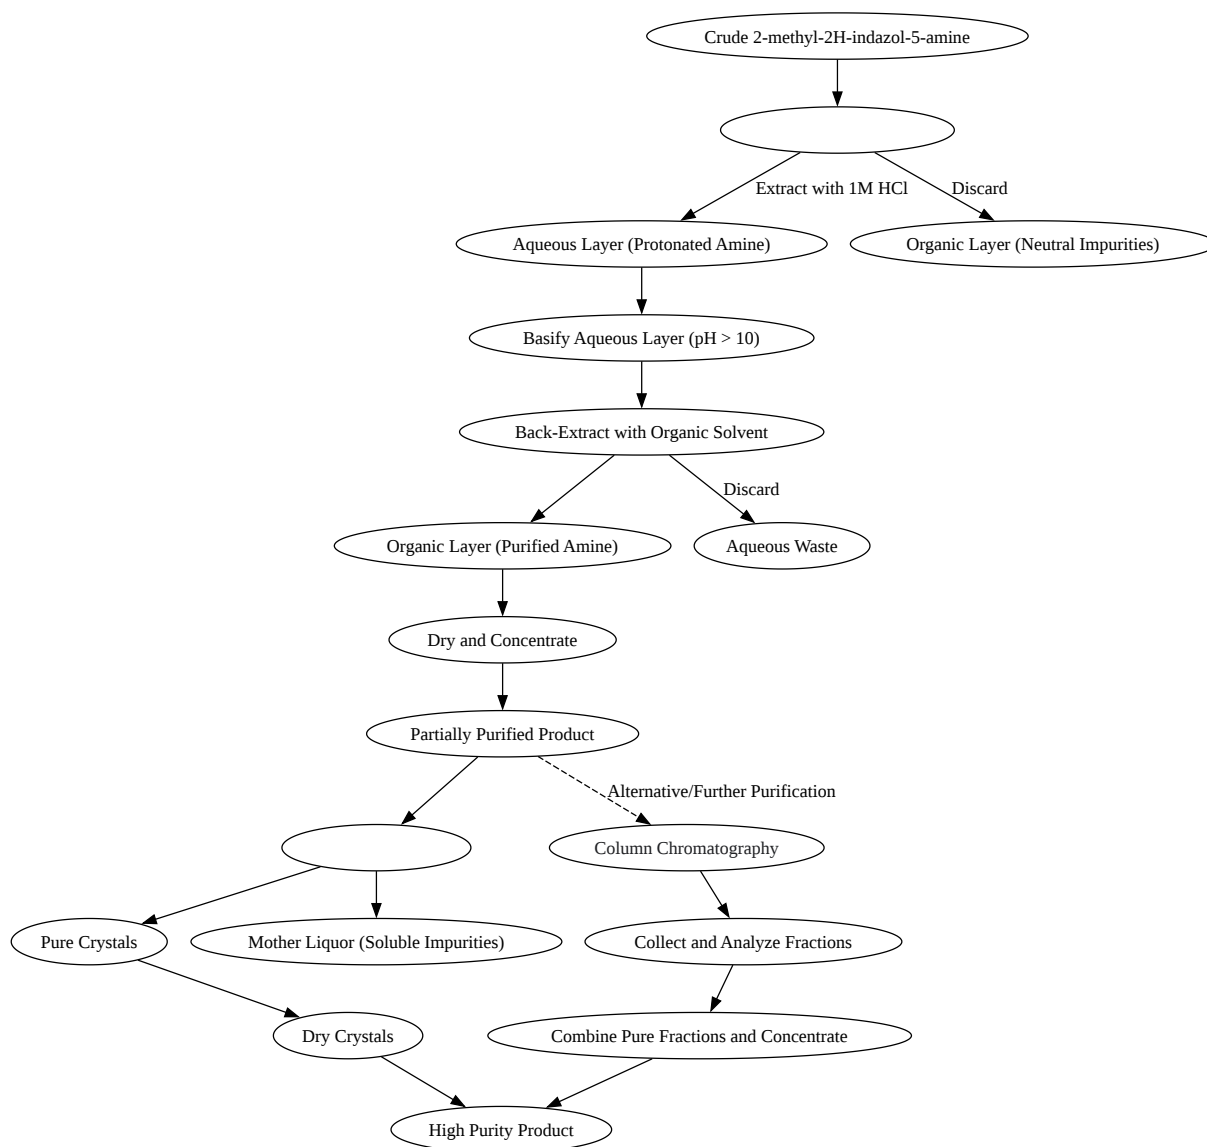 Crude 2-methyl-2H-indazol-5-amine
Extract with 1M HCl
Discard
Aqueous Layer (Protonated Amine)
Organic Layer (Neutral Impurities)
Basify Aqueous Layer (pH > 10)
Back-Extract with Organic Solvent
Discard
Organic Layer (Purified Amine)
Aqueous Waste
Dry and Concentrate
Partially Purified Product
Alternative/Further Purification
Column Chromatography
Pure Crystals
Mother Liquor (Soluble Impurities)
Collect and Analyze Fractions
Dry Crystals
Combine Pure Fractions and Concentrate
High Purity Product